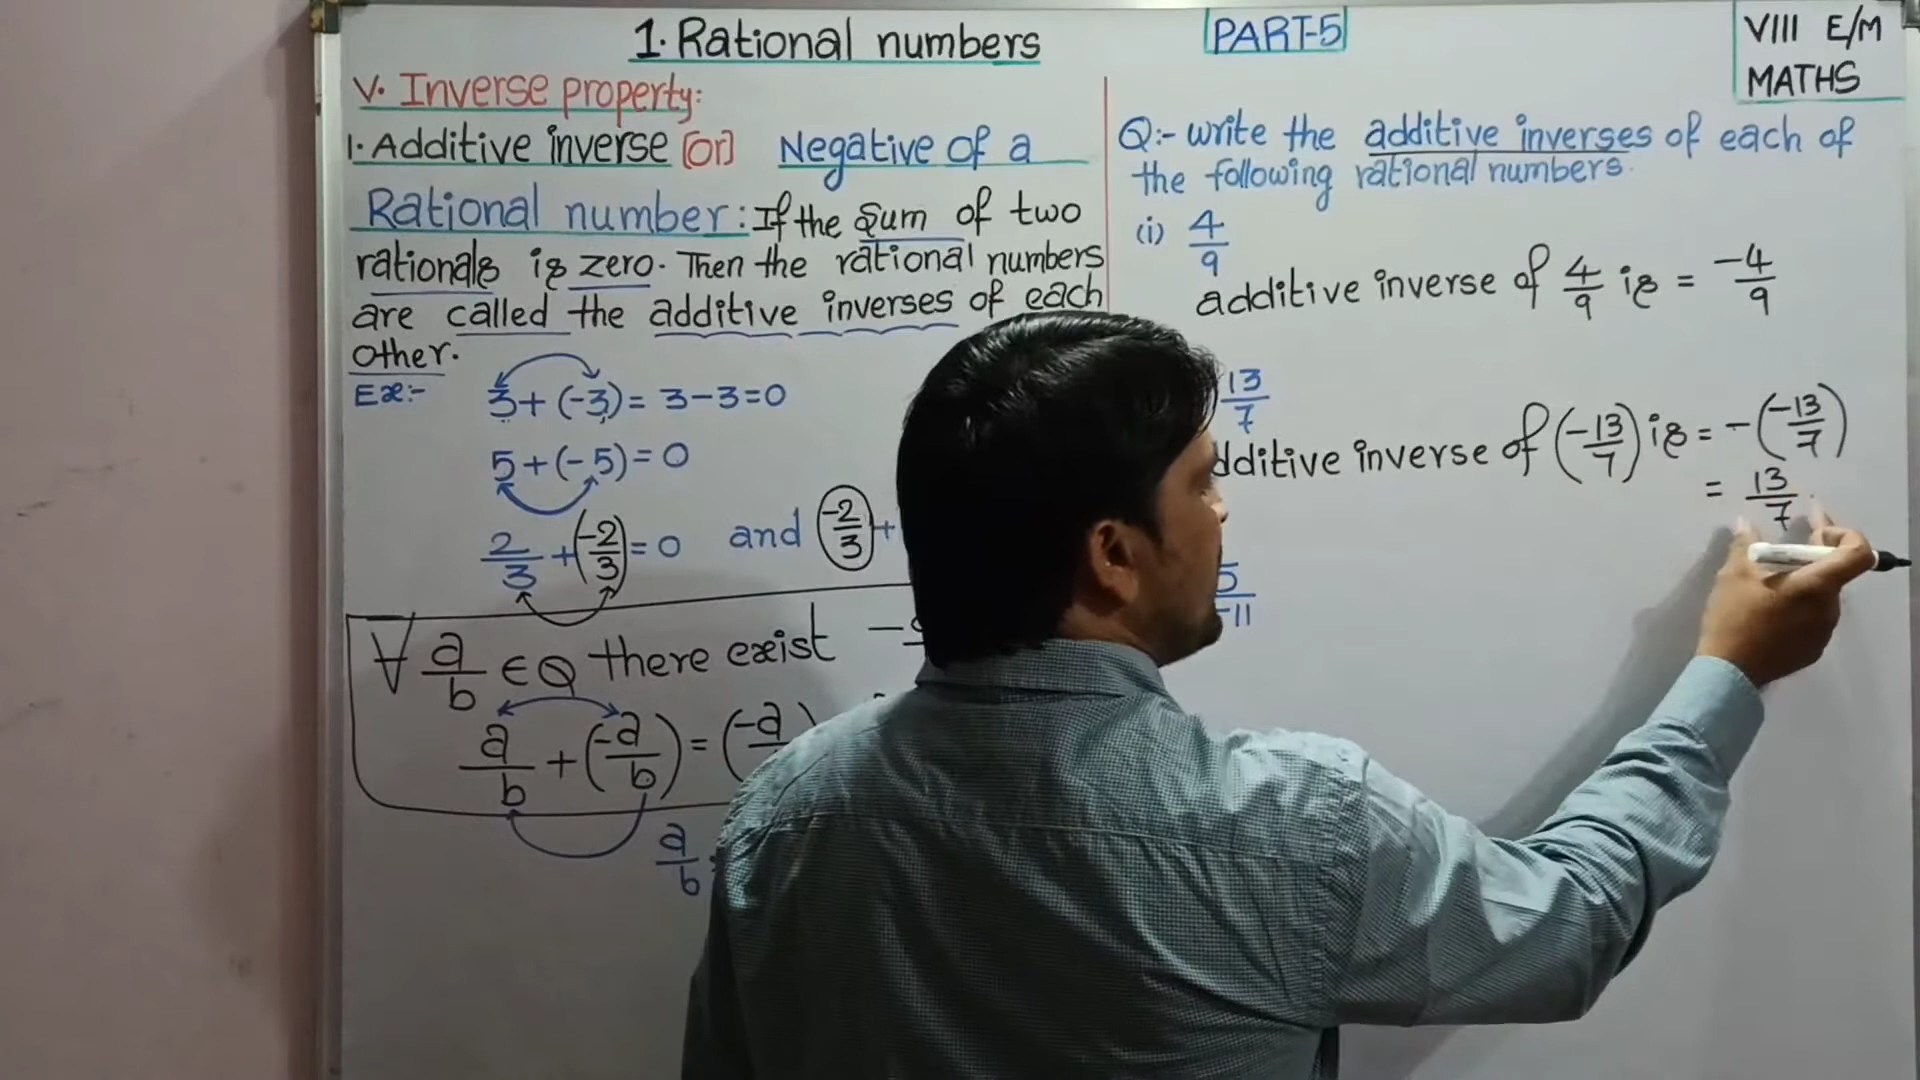 1. Rational numbers
PART-5
VIII E/M
MATHS
V. Inverse property:
1. Additive inverse [or] Negative of a
Rational number: If the sum of two
rationals is zero. Then the rational numbers
are called the additive inverses of each
other.
Ex:- 3+(-3)= 3-3=0
5+(-5)=0
2/3 +(-2/3)=0 and (-2/3)+
∀ a/b ∈Q there exist -
a/b +(-a/b) = (-a
a/b
Q:- write the additive inverses of each of
the following rational numbers.
(i) 4/9
additive inverse of 4/9 is = -4/9
13/7
dditive inverse of (-13/7) is = -(-13/7)
= 13/7
5/-11